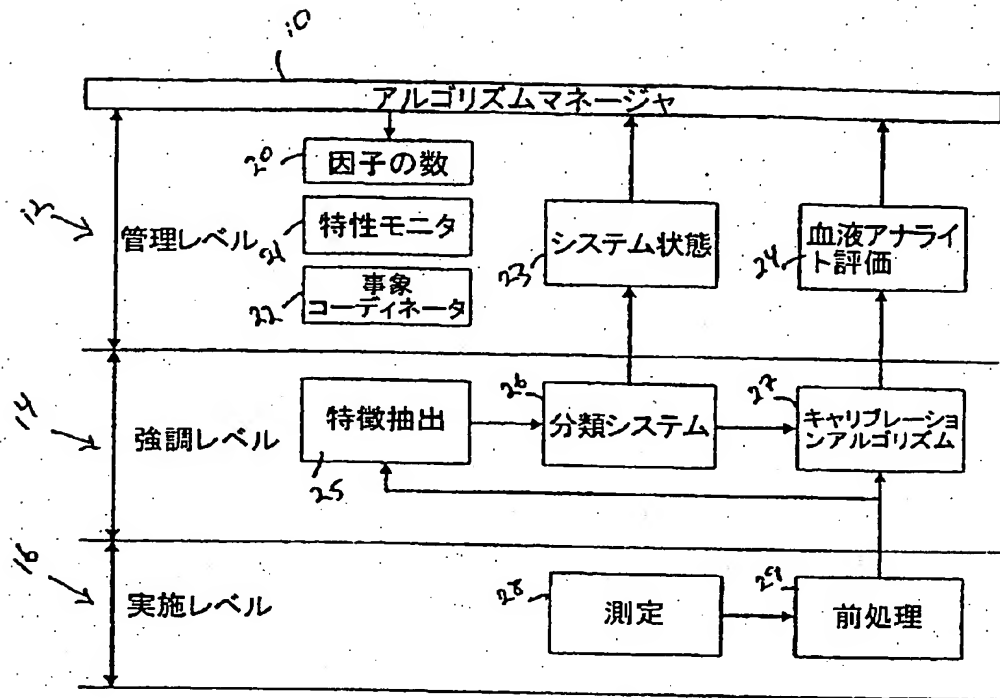 10
アルゴリズムマネージャ
20
因子の数
12
管理レベル
21
特性モニタ
22
事象
コーディネータ
23
システム状態
24
血液アナライ
ト評価
14
強調レベル
25
特徴抽出
26
分類システム
27
キャリブレーショ
ンアルゴリズム
16
実施レベル
28
測定
29
前処理